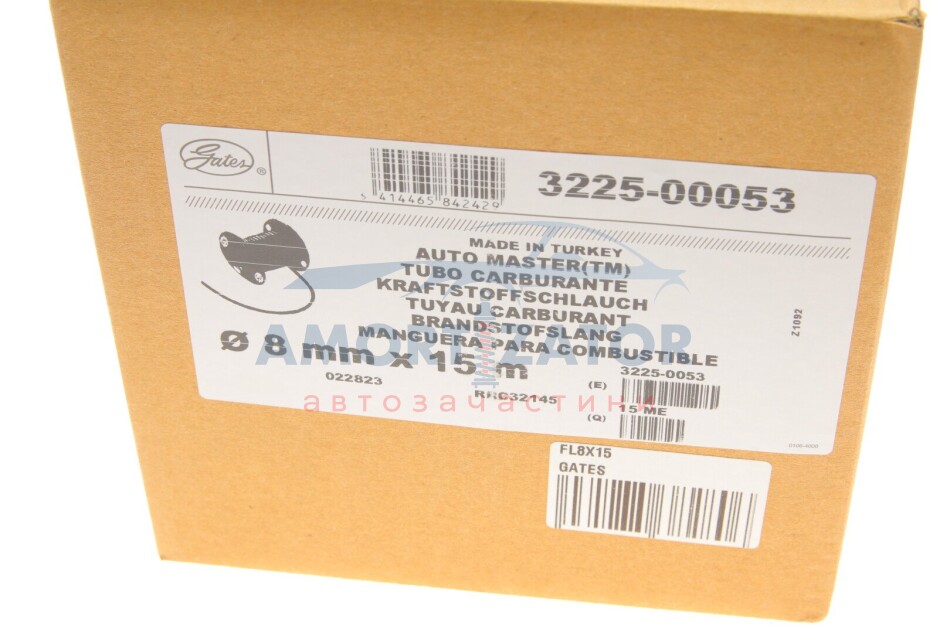 Gates®
5 414465 842429
3225-00053
MADE IN TURKEY
AUTO MASTER(TM)
TUBO CARBURANTE
KRAFTSTOFFSCHLAUCH
TUYAU CARBURANT
BRANDSTOFSLANG
MANGUERA PARA COMBUSTIBLE
Z1092
AMORTIZATOR
Ø 8 mm x 15 m
3225-0053
022823
(E)
автозапчастини
15 ME
(Q)
FL8X15
GATES